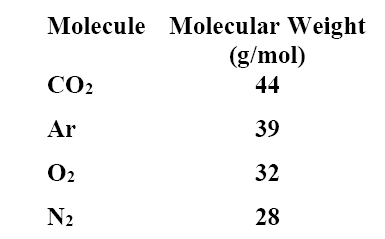 Molecule Molecular Weight
(g/mol)
CO2 44
Ar 39
O2 32
N2 28